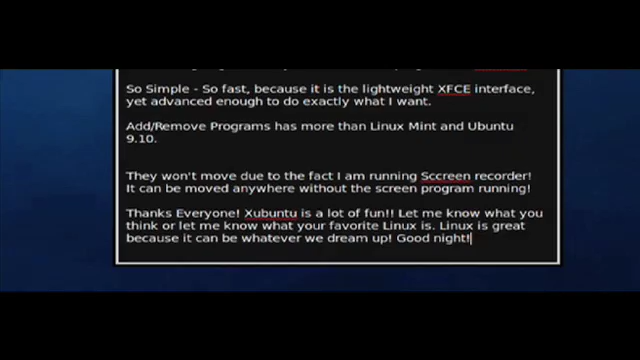 So Simple - So fast, because it is the lightweight XFCE interface,
yet advanced enough to do exactly what I want.
Add/Remove Programs has more than Linux Mint and Ubuntu
9.10.
They won't move due to the fact I am running Sccreen recorder!
It can be moved anywhere without the screen program running!
Thanks Everyone! Xubuntu is a lot of fun!! Let me know what you
think or let me know what your favorite Linux is. Linux is great
because it can be whatever we dream up! Good night!